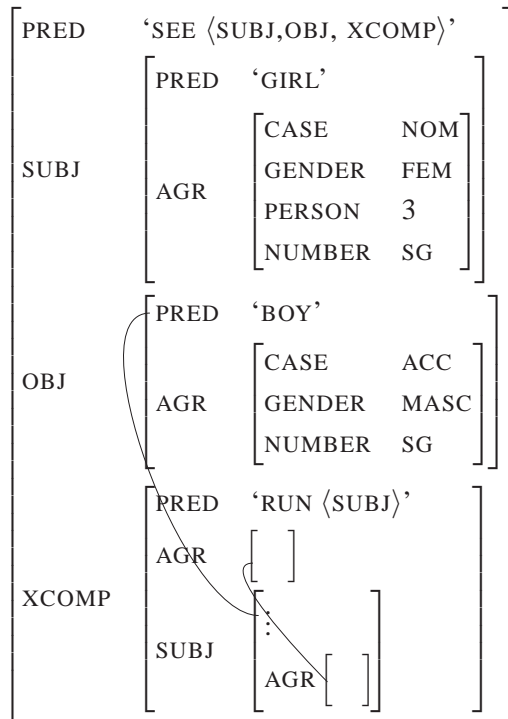 PRED ‘SEE ⟨SUBJ,OBJ, XCOMP⟩’
PRED ‘GIRL’
CASE NOM
SUBJ
GENDER FEM
AGR
PERSON 3
NUMBER SG
PRED ‘BOY’
CASE ACC
OBJ
AGR GENDER MASC
NUMBER SG
PRED ‘RUN ⟨SUBJ⟩’
AGR
XCOMP
⋮
SUBJ
AGR